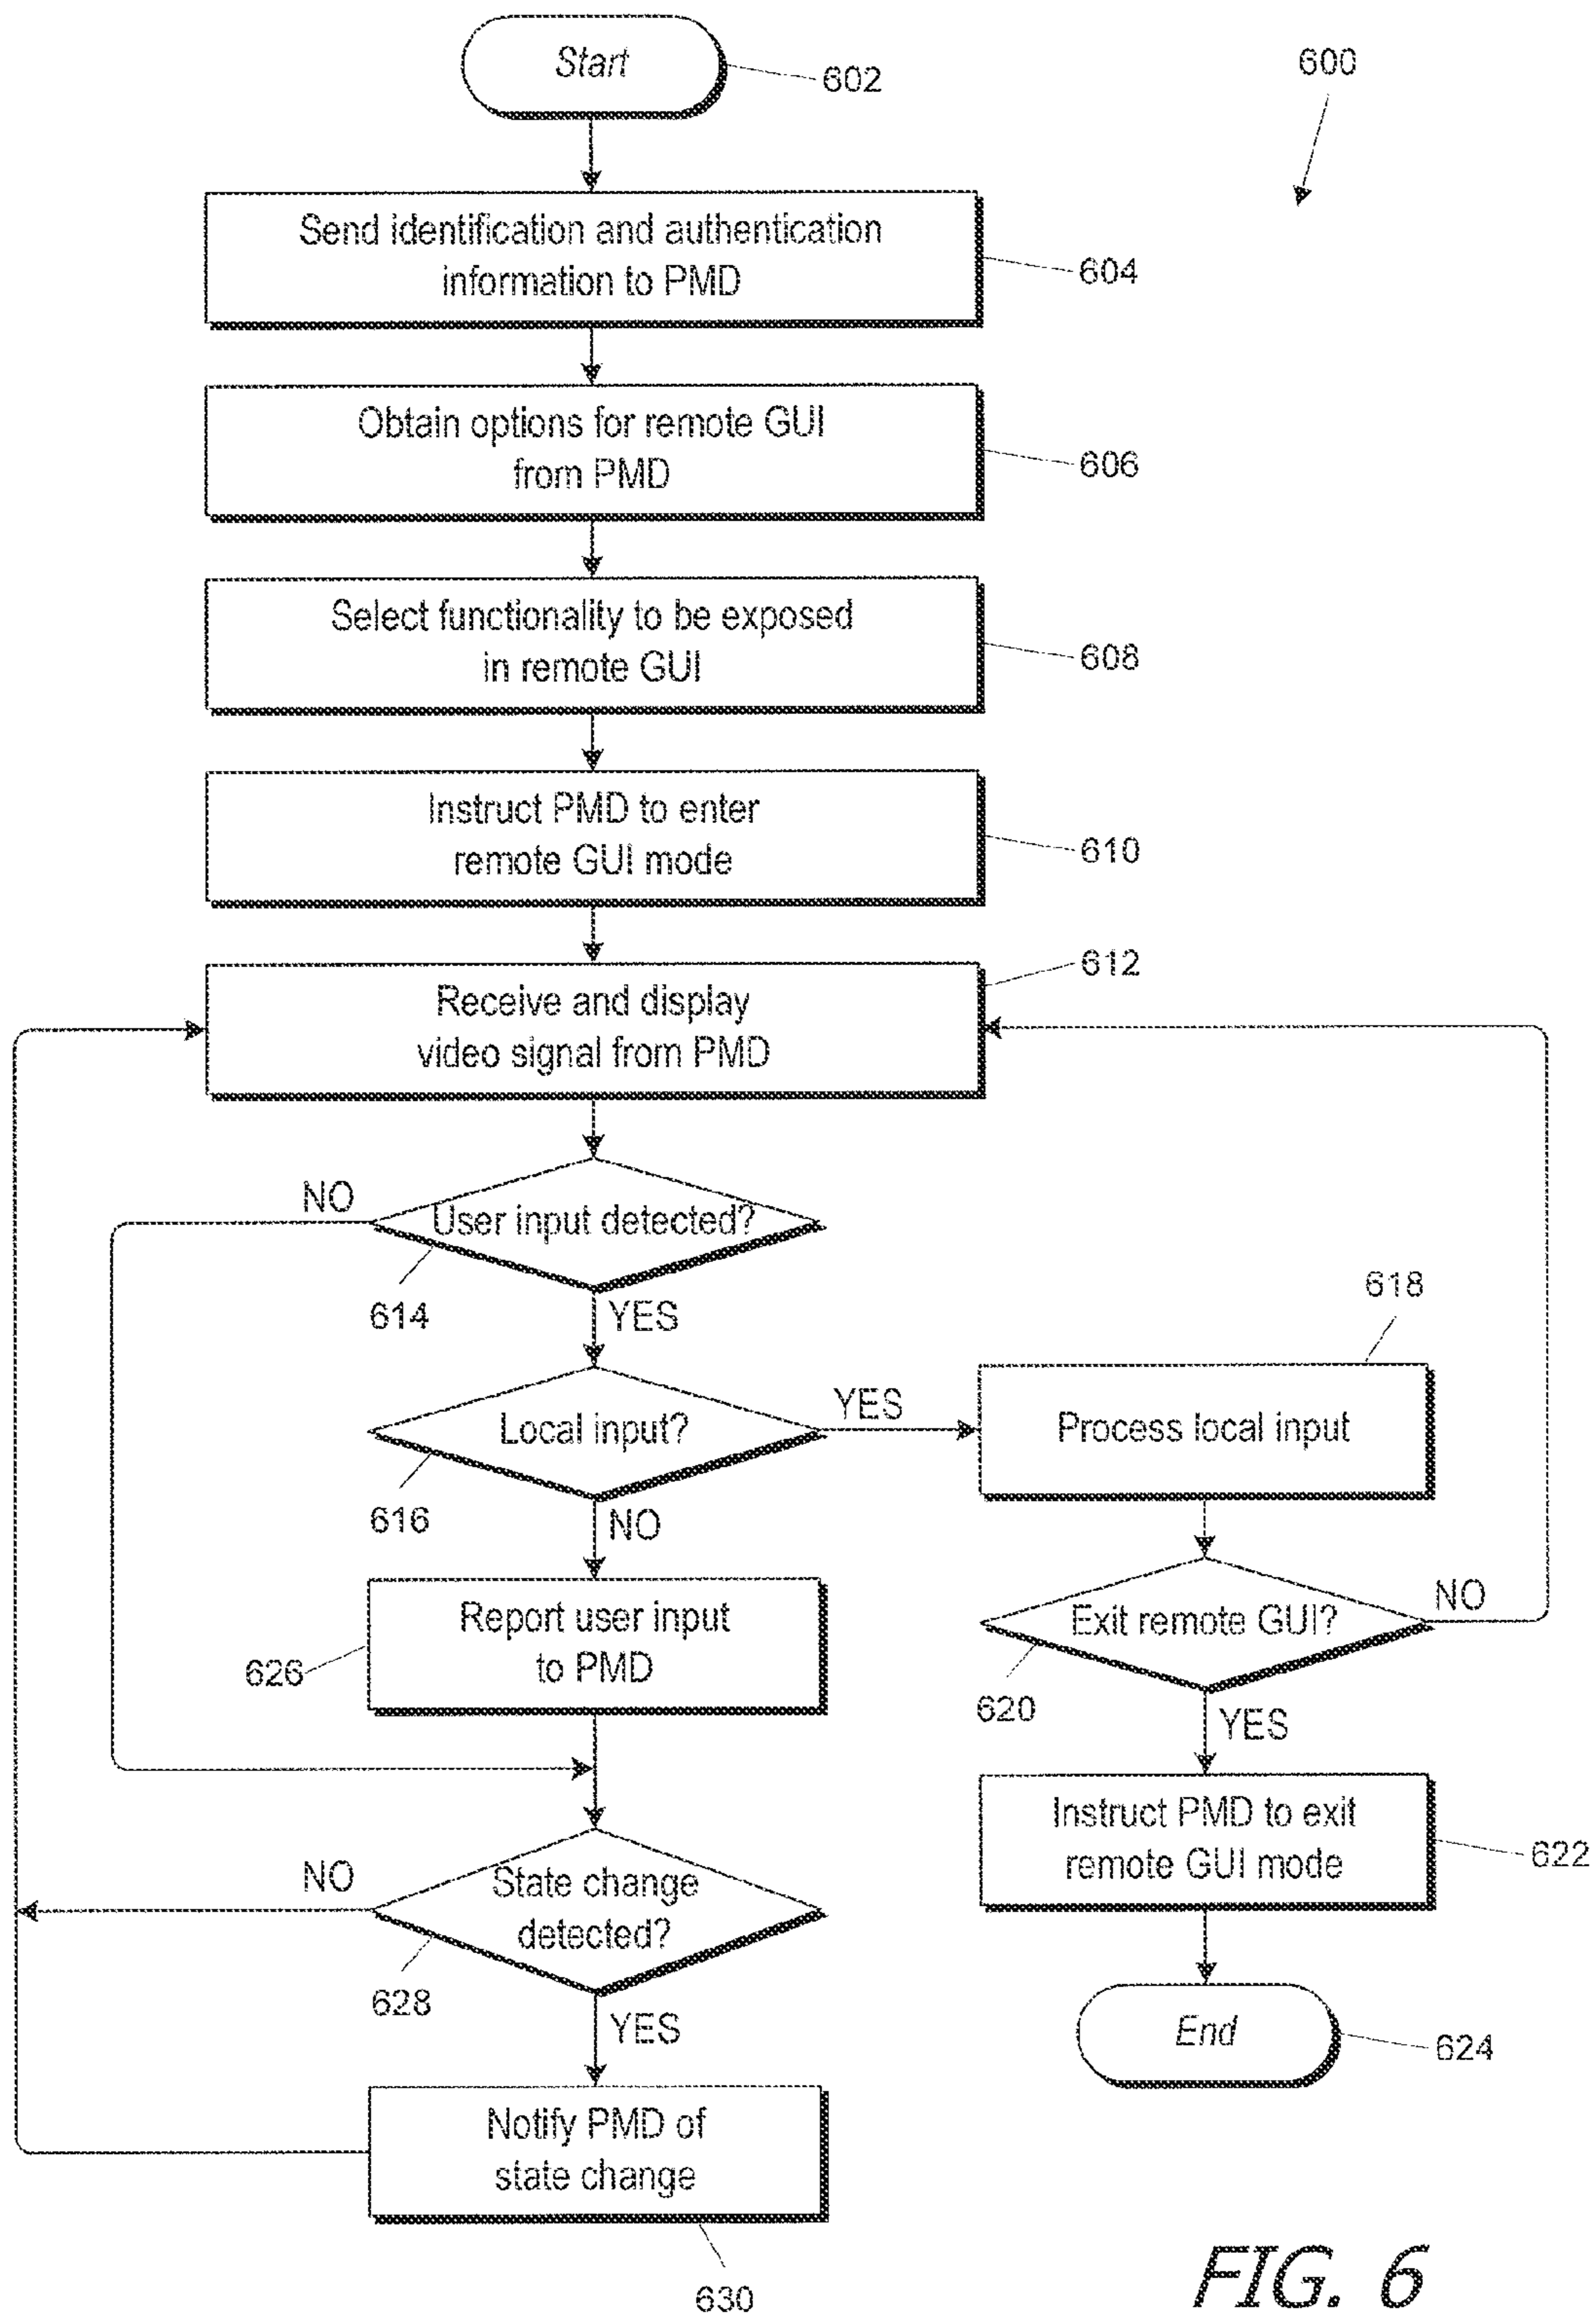 Start
602
600
Send identification and authentication
information to PMD
604
Obtain options for remote GUI
from PMD
606
Select functionality to be exposed
in remote GUI
608
Instruct PMD to enter
remote GUI mode
610
612
Receive and display
video signal from PMD
NO
User input detected?
614
YES
618
Local input?
YES
Process local input
616
NO
Report user input
to PMD
626
Exit remote GUI?
NO
620
YES
Instruct PMD to exit
remote GUI mode
622
NO
State change
detected?
628
YES
End
624
Notify PMD of
state change
630
FIG. 6